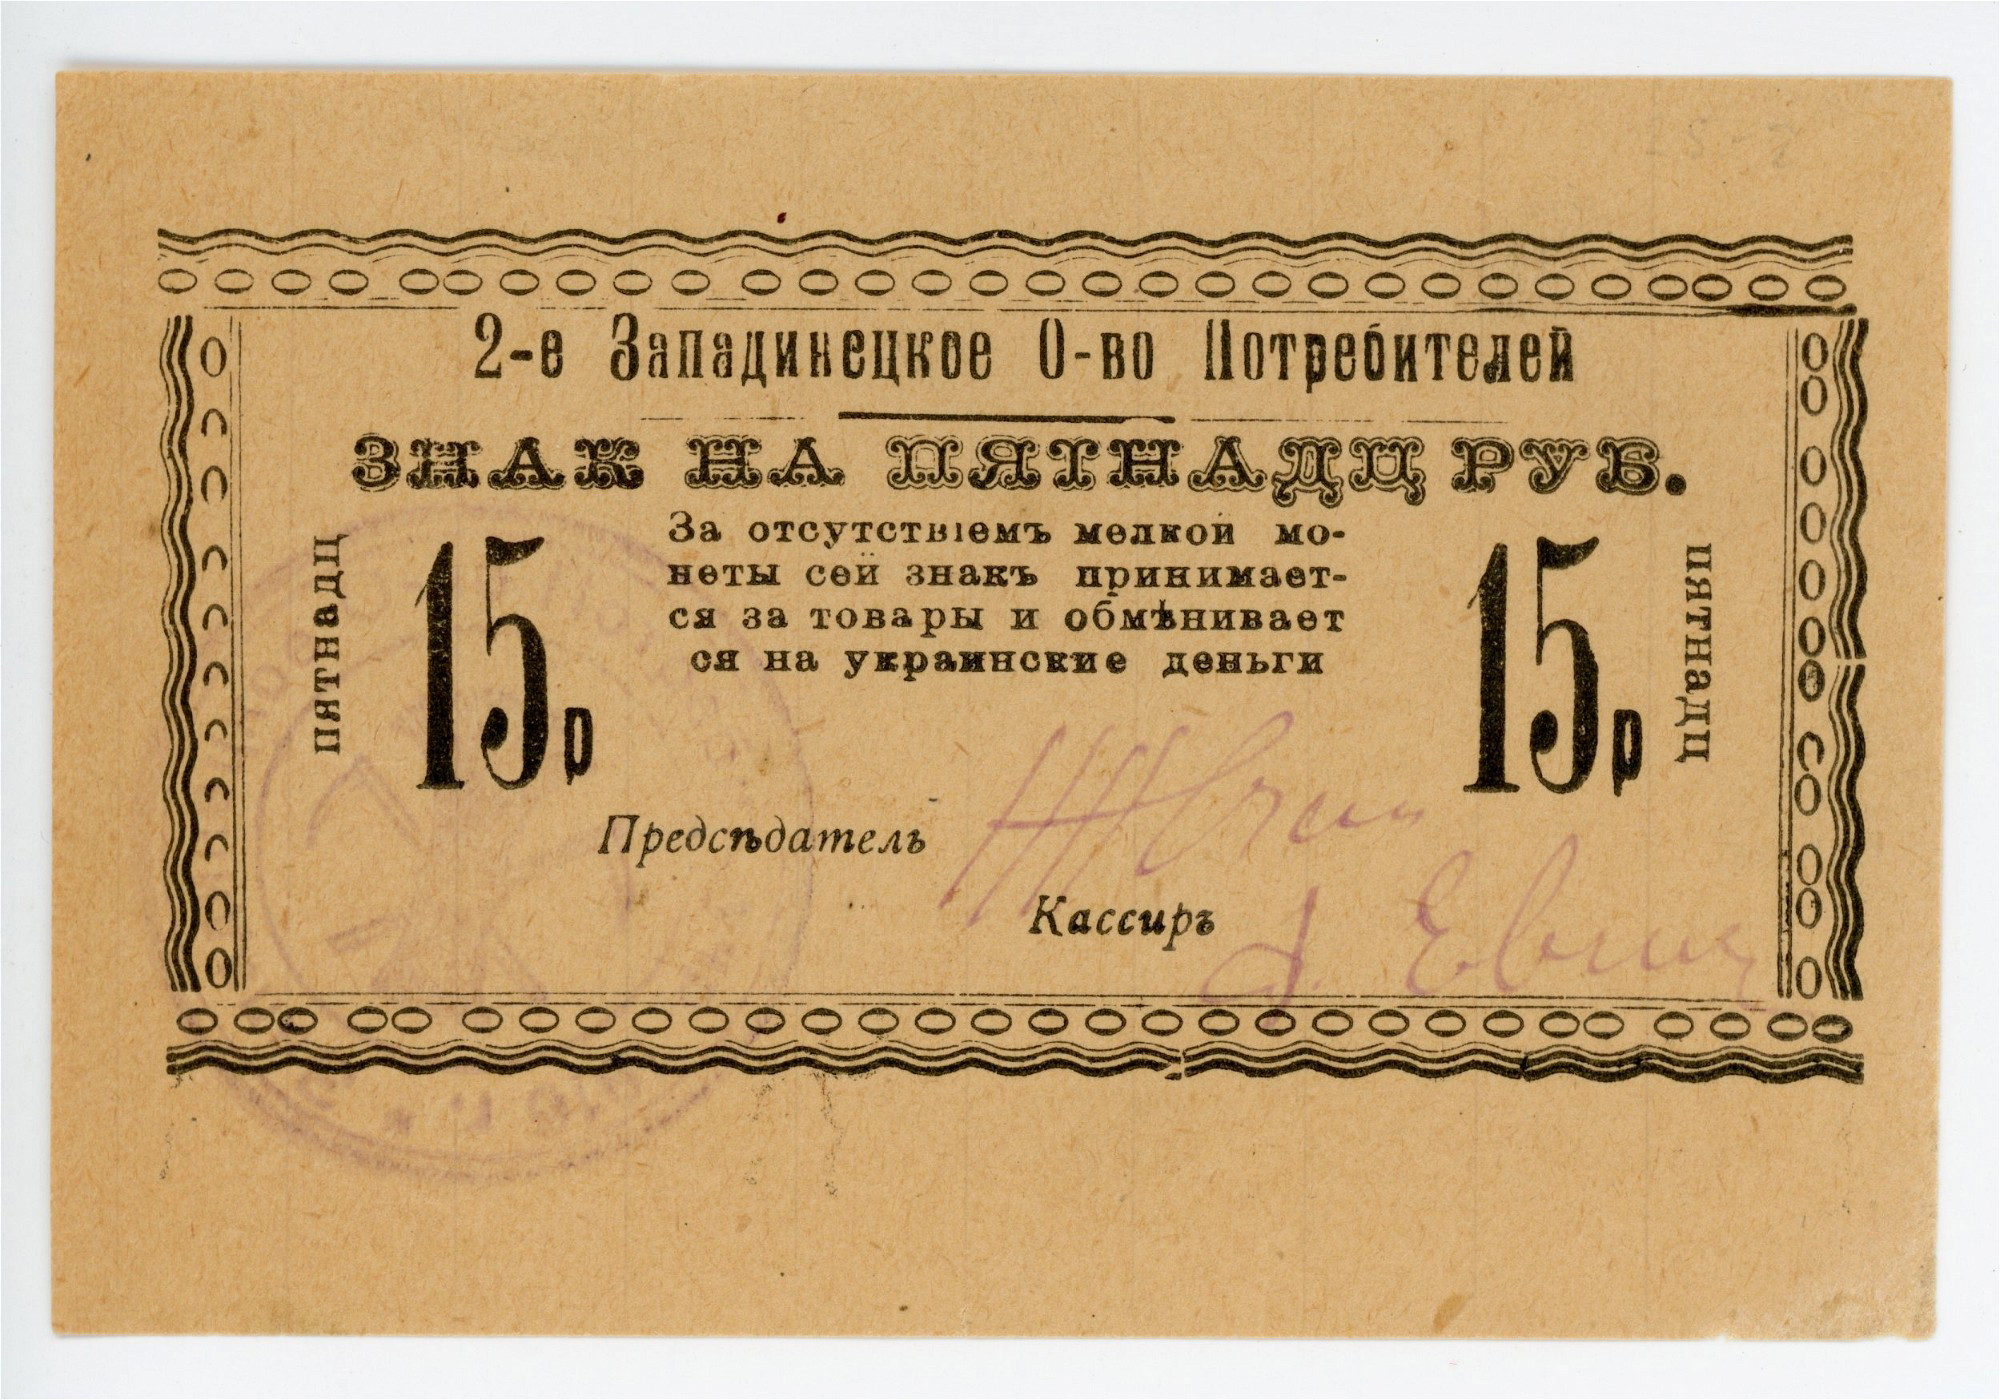 2-е Западинецкое О-во Потребителей
ЗНАК НА ПЯТНАДЦ РУБ.
За отсутствіемъ мелкой мо-
неты сей знакъ принимает-
ся за товары и обмѣнивает
ся на украинские деньги
пятнадц
15р
15р
пятнадц
Предсѣдатель
Кассиръ